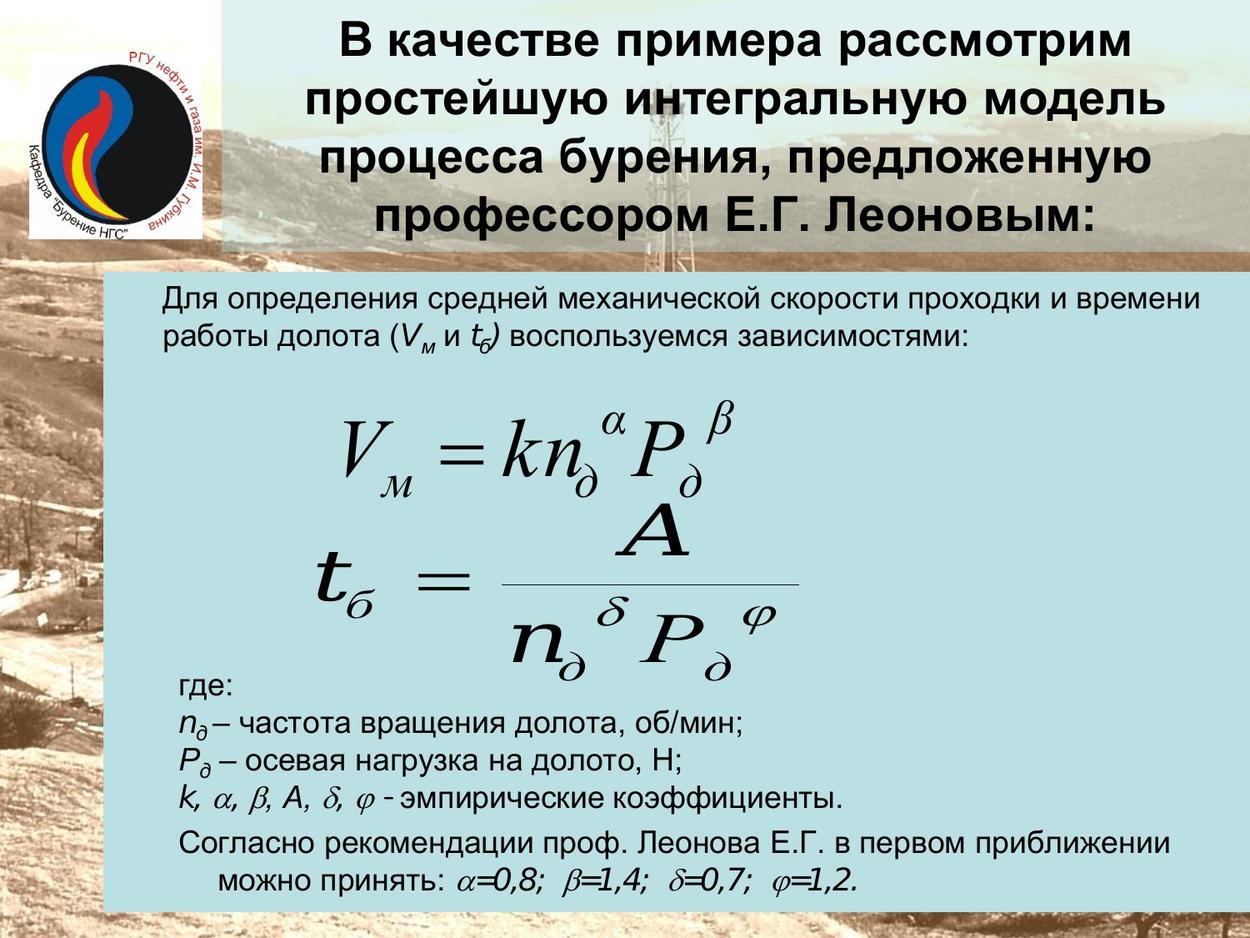 РГУ нефти и газа им. И.М. Губкина
Кафедра "Бурение НГС"
В качестве примера рассмотрим
простейшую интегральную модель
процесса бурения, предложенную
профессором Е.Г. Леоновым:
Для определения средней механической скорости проходки и времени
работы долота (Vм и tб) воспользуемся зависимостями:
Vм = knд^α Pд^β
tб = A / (nд^δ Pд^φ)
где:
nд – частота вращения долота, об/мин;
Pд – осевая нагрузка на долото, Н;
k, α, β, A, δ, φ - эмпирические коэффициенты.
Согласно рекомендации проф. Леонова Е.Г. в первом приближении
можно принять: α=0,8; β=1,4; δ=0,7; φ=1,2.